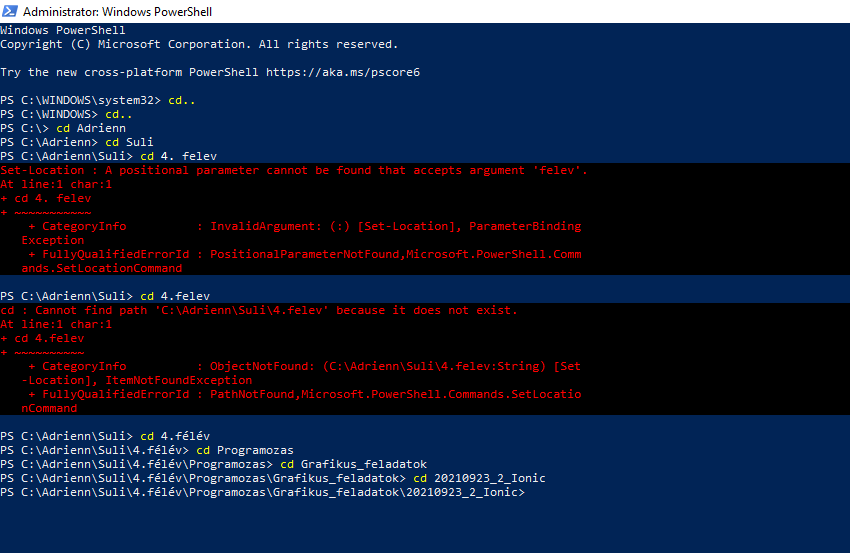 Administrator: Windows PowerShell
Windows PowerShell
Copyright (C) Microsoft Corporation. All rights reserved.
Try the new cross-platform PowerShell https://aka.ms/pscore6
PS C:\WINDOWS\system32> cd..
PS C:\WINDOWS> cd..
PS C:\> cd Adrienn
PS C:\Adrienn> cd Suli
PS C:\Adrienn\Suli> cd 4. felev
Set-Location : A positional parameter cannot be found that accepts argument 'felev'.
At line:1 char:1
+ cd 4. felev
+ ~~~~~~~~~~~
+ CategoryInfo          : InvalidArgument: (:) [Set-Location], ParameterBinding
Exception
+ FullyQualifiedErrorId : PositionalParameterNotFound,Microsoft.PowerShell.Comm
ands.SetLocationCommand
PS C:\Adrienn\Suli> cd 4.felev
cd : Cannot find path 'C:\Adrienn\Suli\4.felev' because it does not exist.
At line:1 char:1
+ cd 4.felev
+ ~~~~~~~~~~
+ CategoryInfo          : ObjectNotFound: (C:\Adrienn\Suli\4.felev:String) [Set
-Location], ItemNotFoundException
+ FullyQualifiedErrorId : PathNotFound,Microsoft.PowerShell.Commands.SetLocatio
nCommand
PS C:\Adrienn\Suli> cd 4.félév
PS C:\Adrienn\Suli\4.félév> cd Programozas
PS C:\Adrienn\Suli\4.félév\Programozas> cd Grafikus_feladatok
PS C:\Adrienn\Suli\4.félév\Programozas\Grafikus_feladatok> cd 20210923_2_Ionic
PS C:\Adrienn\Suli\4.félév\Programozas\Grafikus_feladatok\20210923_2_Ionic>